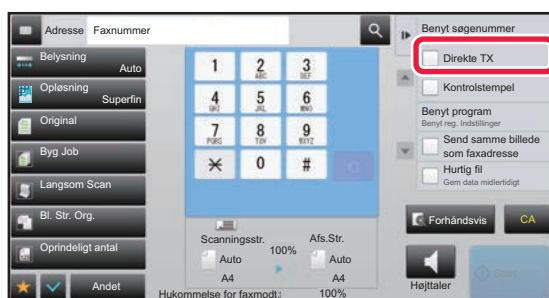 Adresse Faxnummer
Belysning
Auto
Opløsning
Superfin
Original
Byg Job
Langsom Scan
Bl. Str. Org.
Oprindeligt antal
Andet
1
2
ABC
3
DEF
4
GHI
5
JKL
6
MNO
7
PQRS
8
TUV
9
WXYZ
0
#
C
Scanningsstr.
Auto
A4
100%
Afs.Str.
Auto
A4
Hukommelse for faxmodt.:
100%
Benyt søgenummer
Direkte TX
Kontrolstempel
Benyt program
Benyt reg. Indstillinger
Send samme billede
som faxadresse
Hurtig fil
Gem data midlertidigt
Forhåndsvis
CA
Højttaler
Start